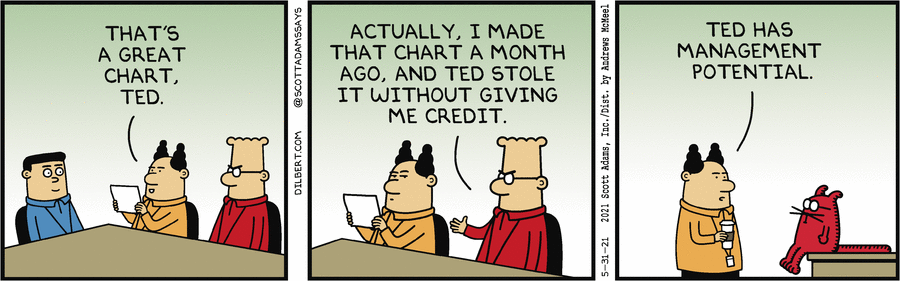 THAT'S
A GREAT
CHART,
TED.
DILBERT.COM @SCOTTADAMSSAYS
ACTUALLY, I MADE
THAT CHART A MONTH
AGO, AND TED STOLE
IT WITHOUT GIVING
ME CREDIT.
5-31-21 2021 Scott Adams, Inc./Dist. by Andrews McMeel
TED HAS
MANAGEMENT
POTENTIAL.